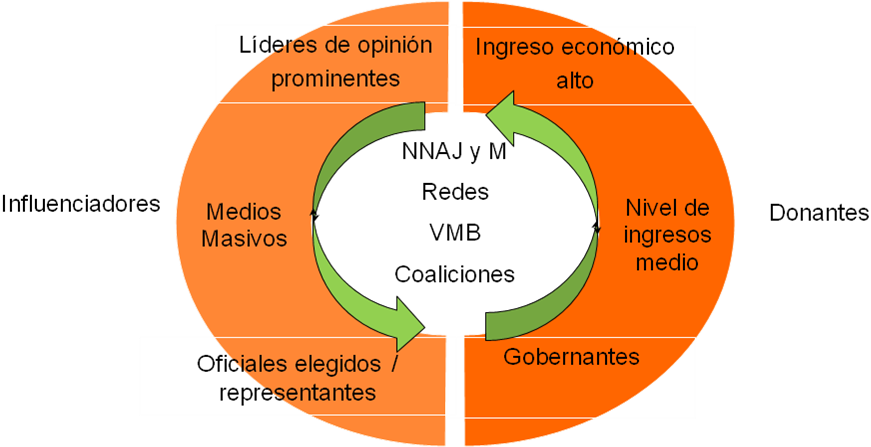 Líderes de opinión
prominentes
Ingreso económico
alto
NNAJ y M
Redes
VMB
Coaliciones
Influenciadores
Medios
Masivos
Nivel de
ingresos
medio
Donantes
Oficiales elegidos /
representantes
Gobernantes